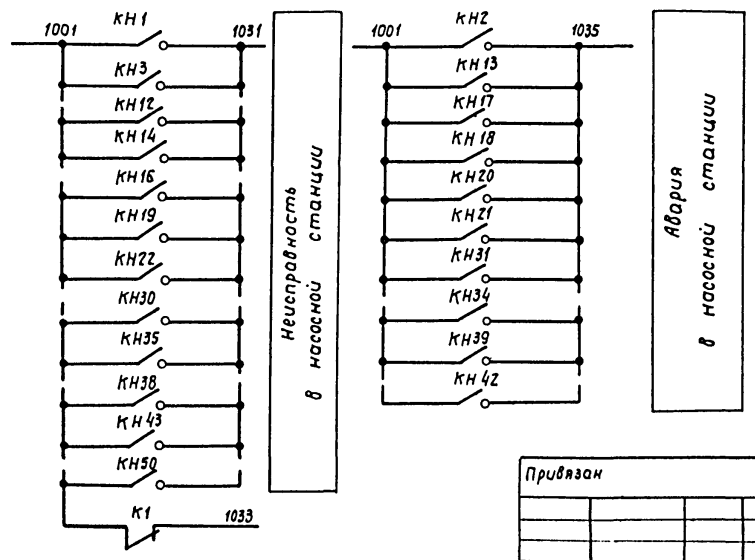 КН1
1001 1031
КН3
КН12
КН14
КН16
КН19
КН22
КН30
КН35
КН38
КН43
КН50
К1
1033
Неисправность
в насосной станции
КН2
1001 1035
КН13
КН17
КН18
КН20
КН21
КН31
КН34
КН39
КН42
Авария
в насосной станции
Привязан